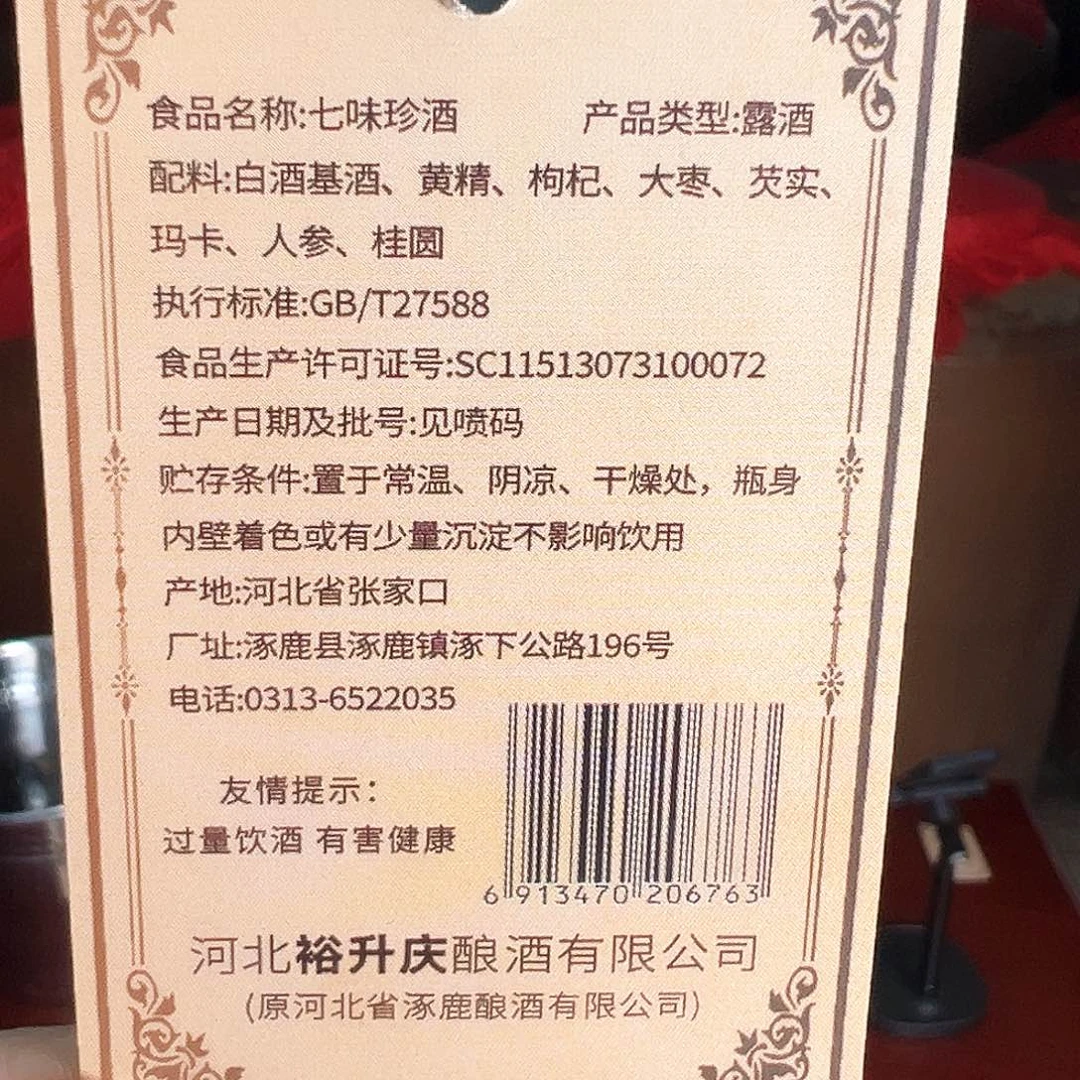 食品名称:七味珍酒 产品类型:露酒
配料:白酒基酒、黄精、枸杞、大枣、芡实、
玛卡、人参、桂圆
执行标准:GB/T27588
食品生产许可证号:SC11513073100072
生产日期及批号:见喷码
贮存条件:置于常温、阴凉、干燥处，瓶身
内壁着色或有少量沉淀不影响饮用
产地:河北省张家口
厂址:涿鹿县涿鹿镇涿下公路196号
电话:0313-6522035
友情提示：
过量饮酒 有害健康
6 913470 206763
河北裕升庆酿酒有限公司
(原河北省涿鹿酿酒有限公司)